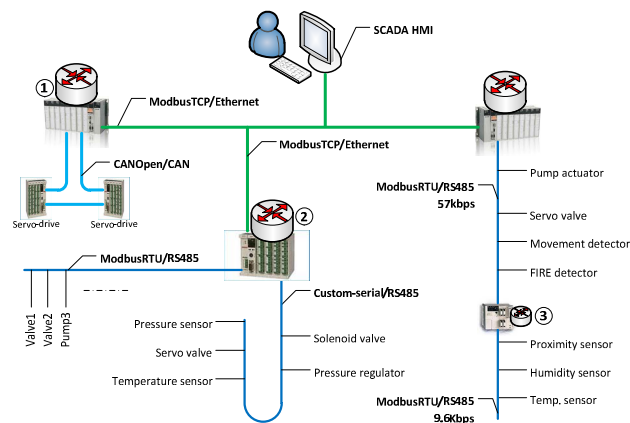 SCADA HMI
1
ModbusTCP/Ethernet
ModbusTCP/Ethernet
CANOpen/CAN
Servo-drive
Servo-drive
2
ModbusRTU/RS485
Valve1
Valve2
Pump3
Custom-serial/RS485
Pressure sensor
Servo valve
Temperature sensor
Solenoid valve
Pressure regulator
Pump actuator
ModbusRTU/RS485
57kbps
Servo valve
Movement detector
FIRE detector
3
Proximity sensor
Humidity sensor
Temp. sensor
ModbusRTU/RS485
9.6Kbps